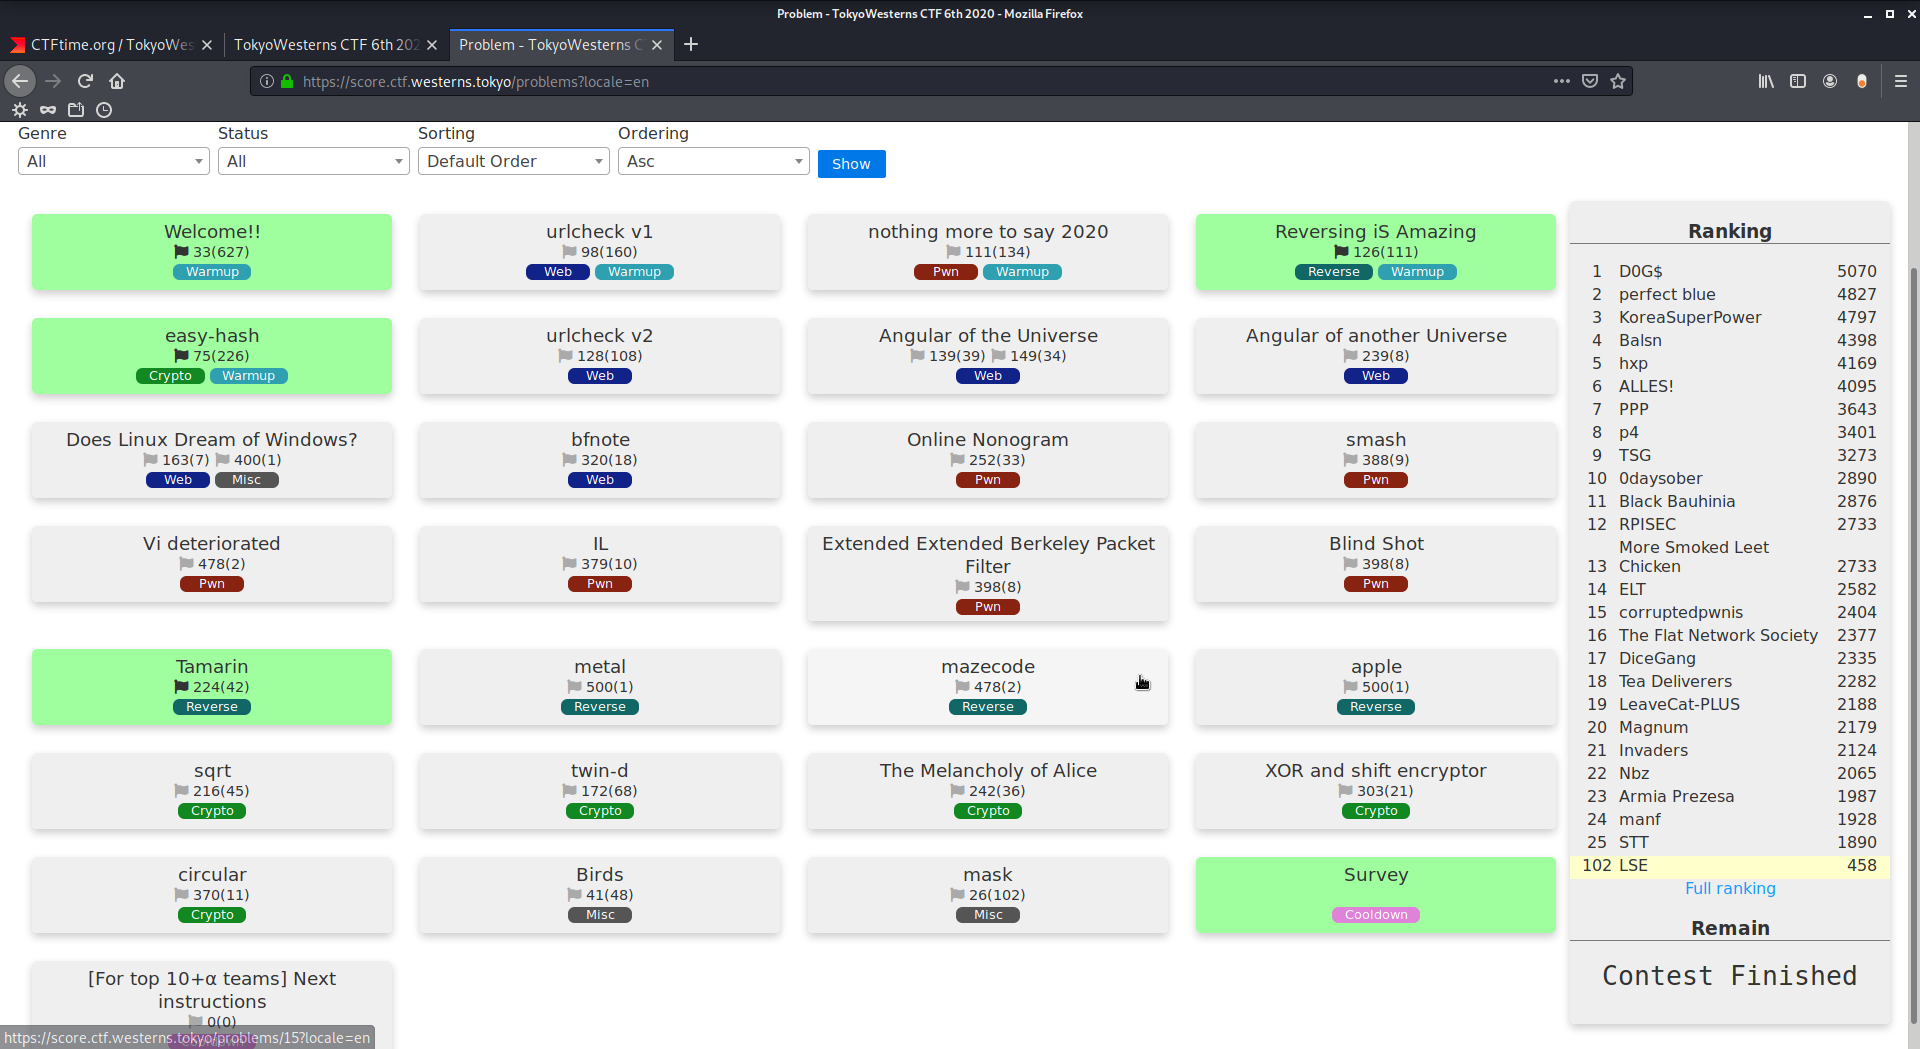 Problem - TokyoWesterns CTF 6th 2020 - Mozilla Firefox
CTFtime.org / TokyoWes
TokyoWesterns CTF 6th 202
Problem - TokyoWesterns C
https://score.ctf.westerns.tokyo/problems?locale=en
Genre Status Sorting Ordering
All All Default Order Asc Show
Welcome!!
33(627)
Warmup
urlcheck v1
98(160)
Web Warmup
nothing more to say 2020
111(134)
Pwn Warmup
Reversing iS Amazing
126(111)
Reverse Warmup
easy-hash
75(226)
Crypto Warmup
urlcheck v2
128(108)
Web
Angular of the Universe
139(39) 149(34)
Web
Angular of another Universe
239(8)
Web
Does Linux Dream of Windows?
163(7) 400(1)
Web Misc
bfnote
320(18)
Web
Online Nonogram
252(33)
Pwn
smash
388(9)
Pwn
Vi deteriorated
478(2)
Pwn
IL
379(10)
Pwn
Extended Extended Berkeley Packet
Filter
398(8)
Pwn
Blind Shot
398(8)
Pwn
Tamarin
224(42)
Reverse
metal
500(1)
Reverse
mazecode
478(2)
Reverse
apple
500(1)
Reverse
sqrt
216(45)
Crypto
twin-d
172(68)
Crypto
The Melancholy of Alice
242(36)
Crypto
XOR and shift encryptor
303(21)
Crypto
circular
370(11)
Crypto
Birds
41(48)
Misc
mask
26(102)
Misc
Survey
Cooldown
[For top 10+α teams] Next
instructions
0(0)
https://score.ctf.westerns.tokyo/problems/15?locale=en
Ranking
1 D0G$ 5070
2 perfect blue 4827
3 KoreaSuperPower 4797
4 Balsn 4398
5 hxp 4169
6 ALLES! 4095
7 PPP 3643
8 p4 3401
9 TSG 3273
10 0daysober 2890
11 Black Bauhinia 2876
12 RPISEC 2733
More Smoked Leet
13 Chicken 2733
14 ELT 2582
15 corruptedpwnis 2404
16 The Flat Network Society 2377
17 DiceGang 2335
18 Tea Deliverers 2282
19 LeaveCat-PLUS 2188
20 Magnum 2179
21 Invaders 2124
22 Nbz 2065
23 Armia Prezesa 1987
24 manf 1928
25 STT 1890
102 LSE 458
Full ranking
Remain
Contest Finished